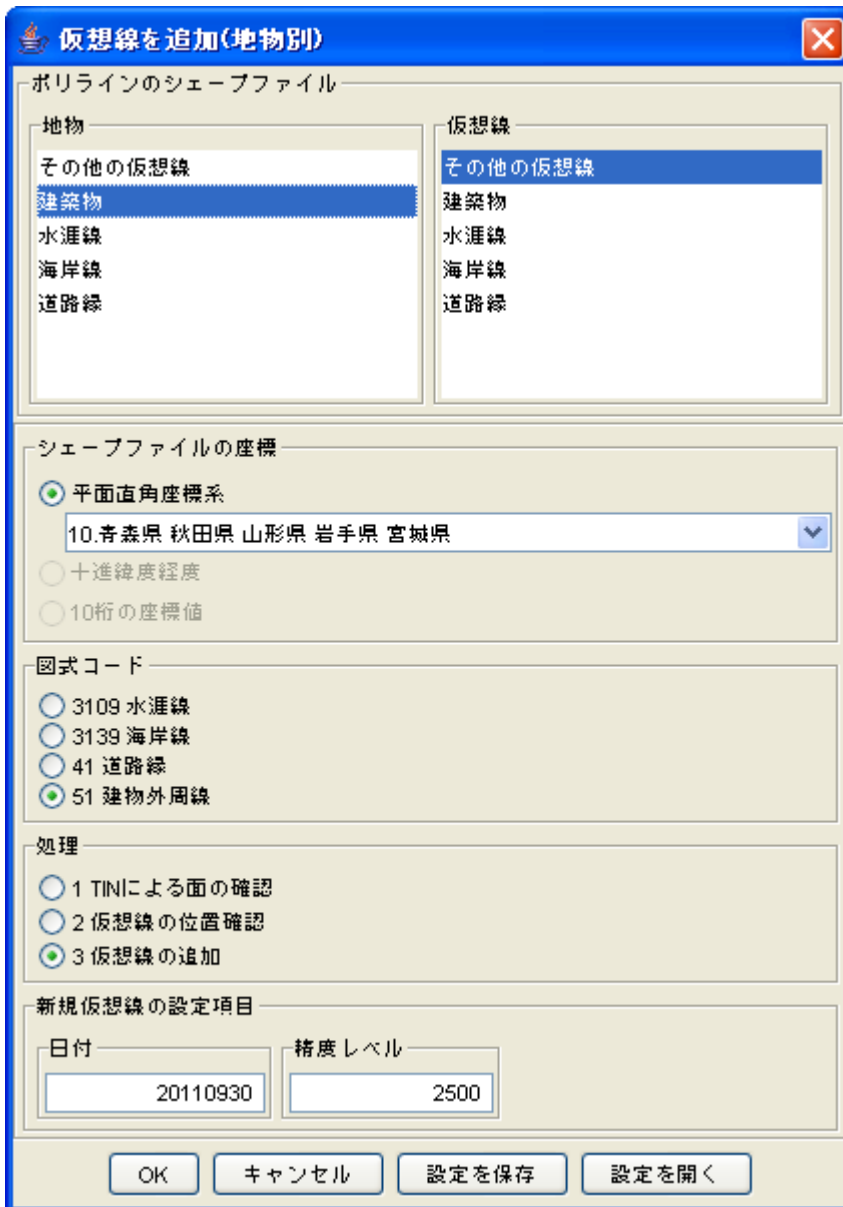 仮想線を追加(地物別)
ポリラインのシェープファイル
地物
その他の仮想線
建築物
水涯線
海岸線
道路縁
仮想線
その他の仮想線
建築物
水涯線
海岸線
道路縁
シェープファイルの座標
平面直角座標系
10.青森県 秋田県 山形県 岩手県 宮城県
十進緯度経度
10桁の座標値
図式コード
3109 水涯線
3139 海岸線
41 道路縁
51 建物外周線
処理
1 TINによる面の確認
2 仮想線の位置確認
3 仮想線の追加
新規仮想線の設定項目
日付
20110930
精度レベル
2500
OK
キャンセル
設定を保存
設定を開く